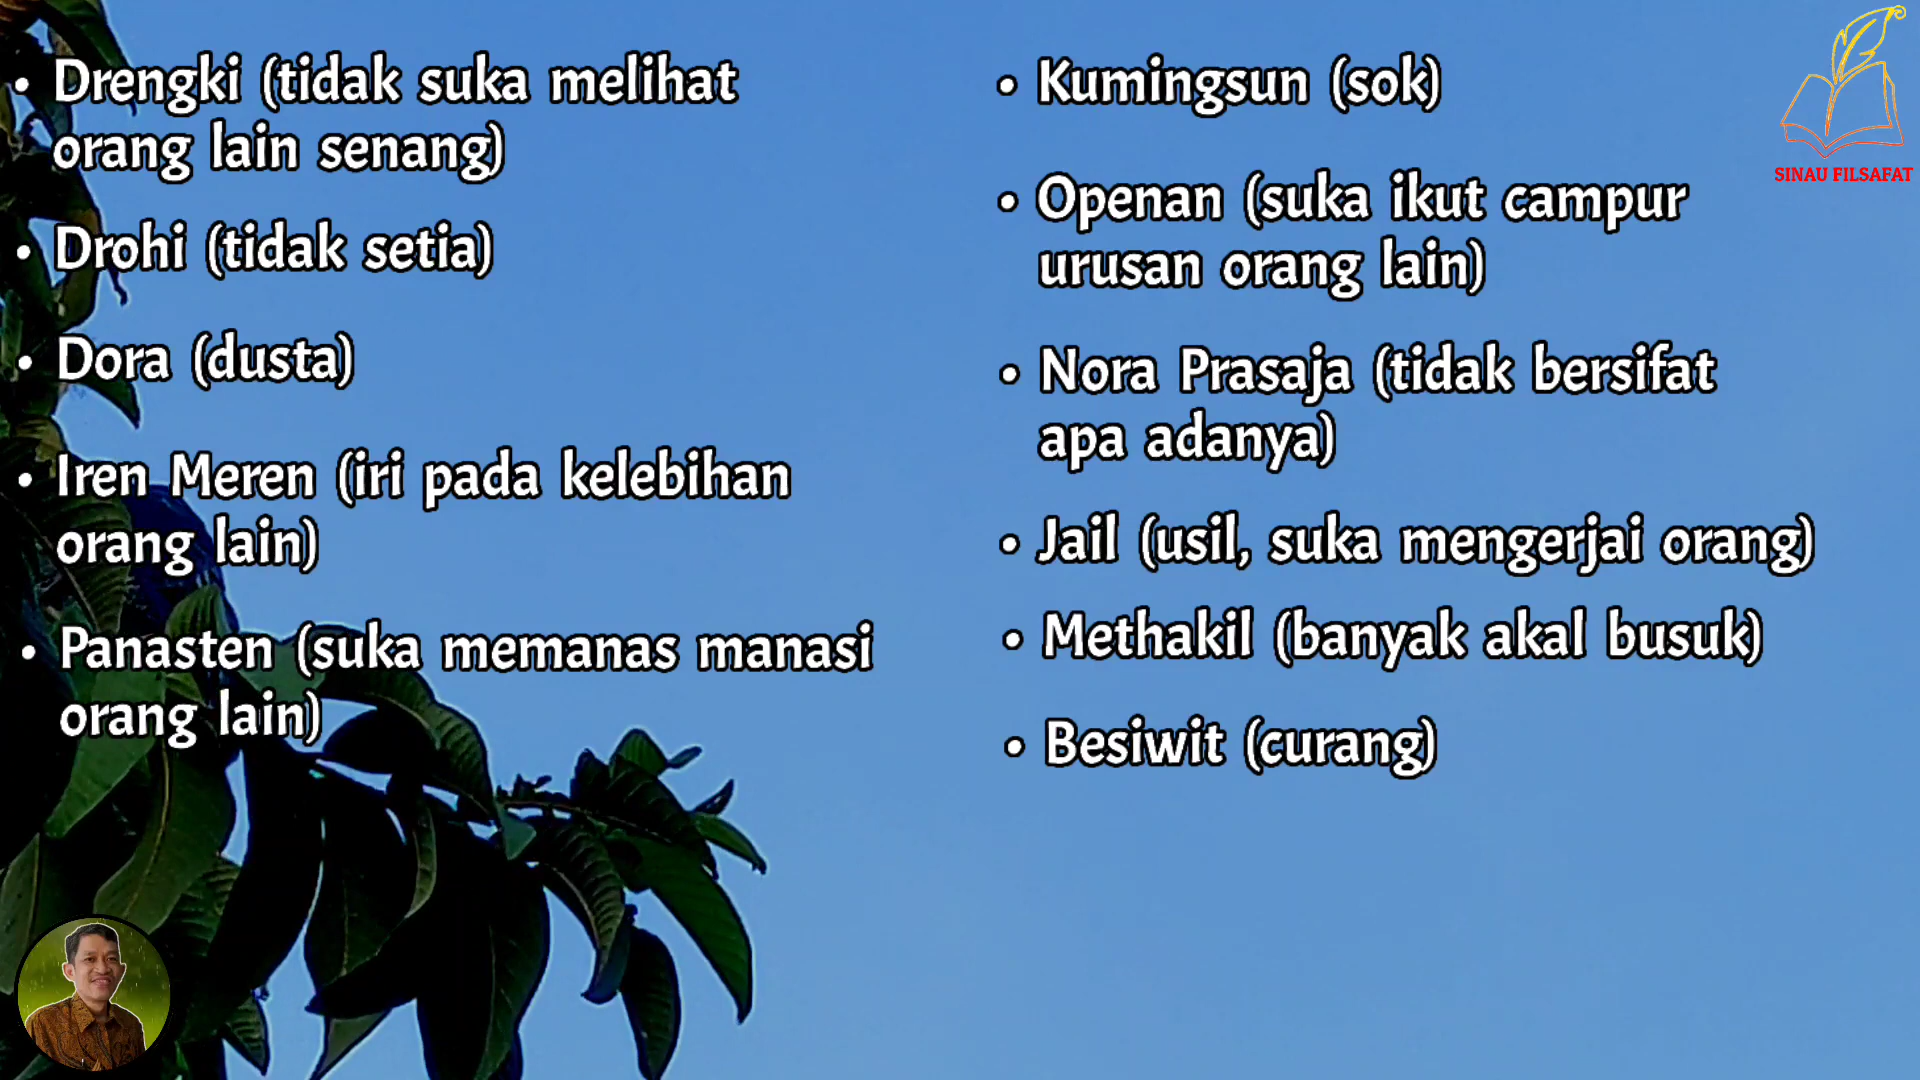 • Drengki (tidak suka melihat
orang lain senang)
• Drohi (tidak setia)
• Dora (dusta)
• Iren Meren (iri pada kelebihan
orang lain)
• Panasten (suka memanas manasi
orang lain)
• Kumingsun (sok)
• Openan (suka ikut campur
urusan orang lain)
• Nora Prasaja (tidak bersifat
apa adanya)
• Jail (usil, suka mengerjai orang)
• Methakil (banyak akal busuk)
• Besiwit (curang)
SINAU FILSAFAT